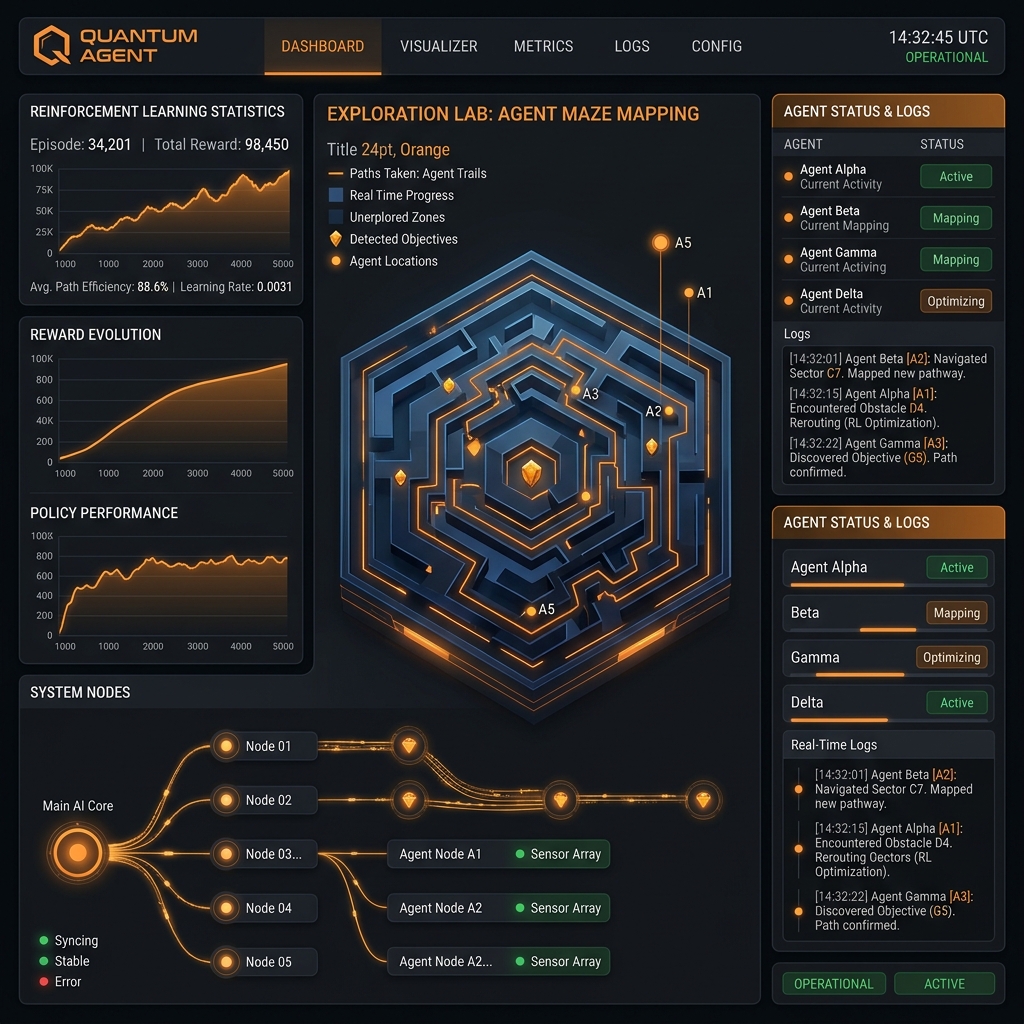 QUANTUM
AGENT
DASHBOARD
VISUALIZER
METRICS
LOGS
CONFIG
14:32:45 UTC
OPERATIONAL
REINFORCEMENT LEARNING STATISTICS
Episode: 34,201 | Total Reward: 98,450
100K
75K
50K
25K
0
1000 1000 2000 3000 4000 5000
Avg. Path Efficiency: 88.6% | Learning Rate: 0.0031
REWARD EVOLUTION
100K
800
600
40K
200
0
1000 1000 2000 3000 4000 5000
POLICY PERFORMANCE
800
600
400
200
0
1000 1000 2000 3000 4000 5000
EXPLORATION LAB: AGENT MAZE MAPPING
Title 24pt, Orange
Paths Taken: Agent Trails
Real Time Progress
Unerplored Zones
Detected Objectives
Agent Locations
A5
A1
A3
A2
A5
AGENT STATUS & LOGS
AGENT STATUS
Agent Alpha
Current Activity
Active
Agent Beta
Current Mapping
Mapping
Agent Gamma
Current Activing
Mapping
Agent Delta
Current Activity
Optimizing
Logs
[14:32:01] Agent Beta [A2]: Navigated
Sector C7. Mapped new pathway.
[14:32:15] Agent Alpha [A1]:
Encountered Obstacle D4.
Rerouting (RL Optimization).
[14:32:22] Agent Gamma [A3]:
Discovered Objective (GS). Path
confirmed.
AGENT STATUS & LOGS
Agent Alpha Active
Beta Mapping
Gamma Optimizing
Delta Active
Real-Time Logs
[14:32:01] Agent Beta [A2]:
Navigated Sector C7. Mapped
new pathway.
[14:32:15] Agent Alpha [A1]:
Encountered Obstacle D4.
Rerouting Oectors (RL
Optimization).
[14:32:22] Agent Gamma [A3]:
Discovered Objective (GS).
Path confirmed.
OPERATIONAL
ACTIVE
SYSTEM NODES
Main AI Core
Node 01
Node 02
Node 03...
Node 04
Node 05
Agent Node A1 Sensor Array
Agent Node A2 Sensor Array
Agent Node A2... Sensor Array
Syncing
Stable
Error